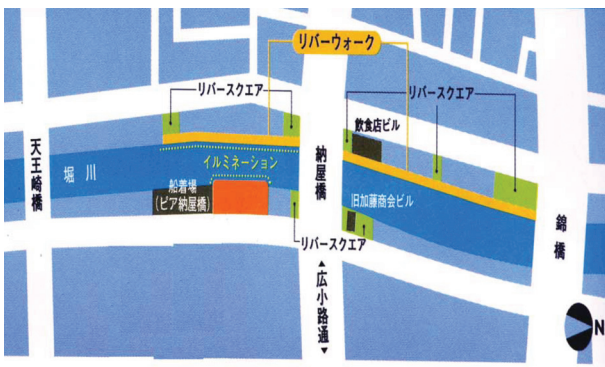 リバーウォーク
リバースクエア
リバースクエア
飲食店ビル
天王崎橋
堀川
イルミネーション
納屋橋
船着場
(ピア納屋橋)
旧加藤商会ビル
リバースクエア
錦橋
広小路通
N